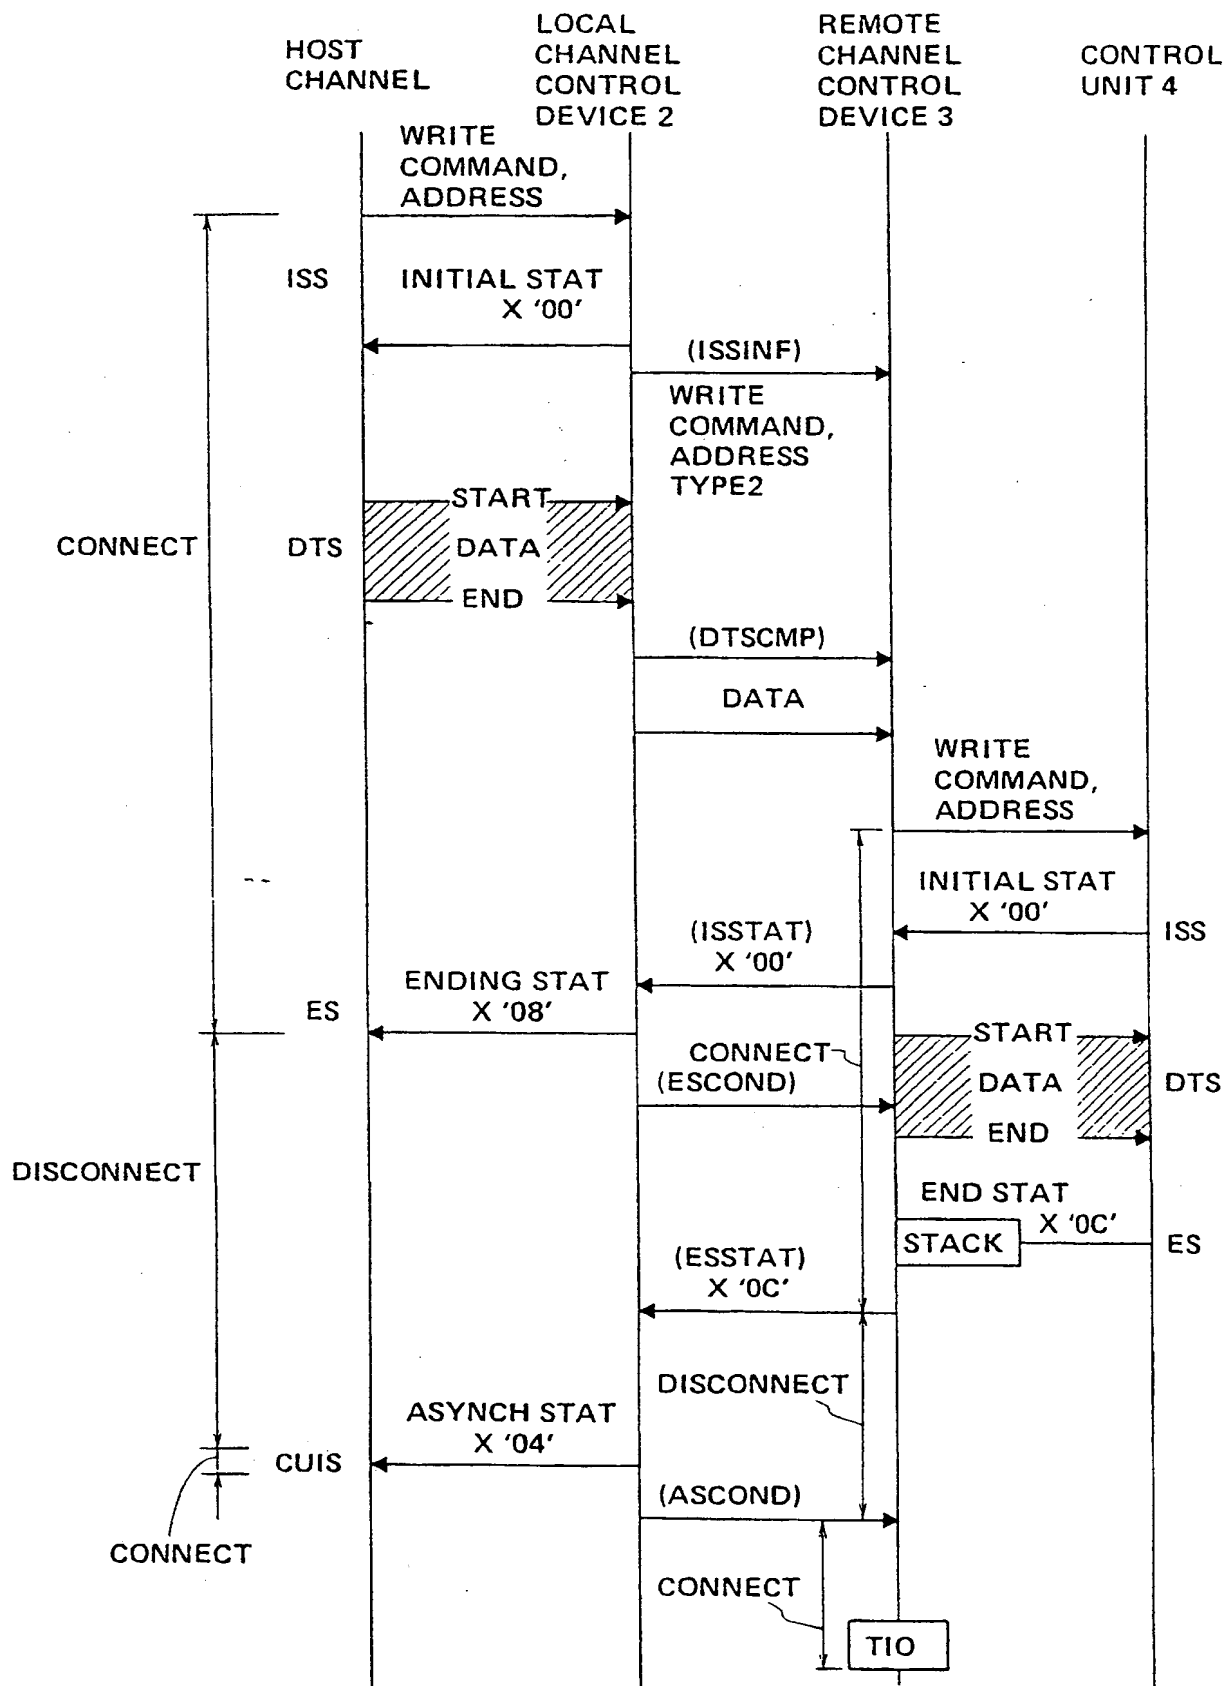 HOST
CHANNEL
LOCAL
CHANNEL
CONTROL
DEVICE 2
REMOTE
CHANNEL
CONTROL
DEVICE 3
CONTROL
UNIT 4
WRITE
COMMAND,
ADDRESS
ISS
INITIAL STAT
X '00'
(ISSINF)
WRITE
COMMAND,
ADDRESS
TYPE2
START
CONNECT
DTS
DATA
END
(DTSCMP)
DATA
WRITE
COMMAND,
ADDRESS
INITIAL STAT
X '00'
ISS
(ISSTAT)
X '00'
ENDING STAT
X '08'
ES
START
CONNECT
(ESCOND)
DATA
DTS
END
DISCONNECT
END STAT
X '0C'
STACK
ES
(ESSTAT)
X '0C'
DISCONNECT
ASYNCH STAT
X '04'
CUIS
(ASCOND)
CONNECT
CONNECT
TIO